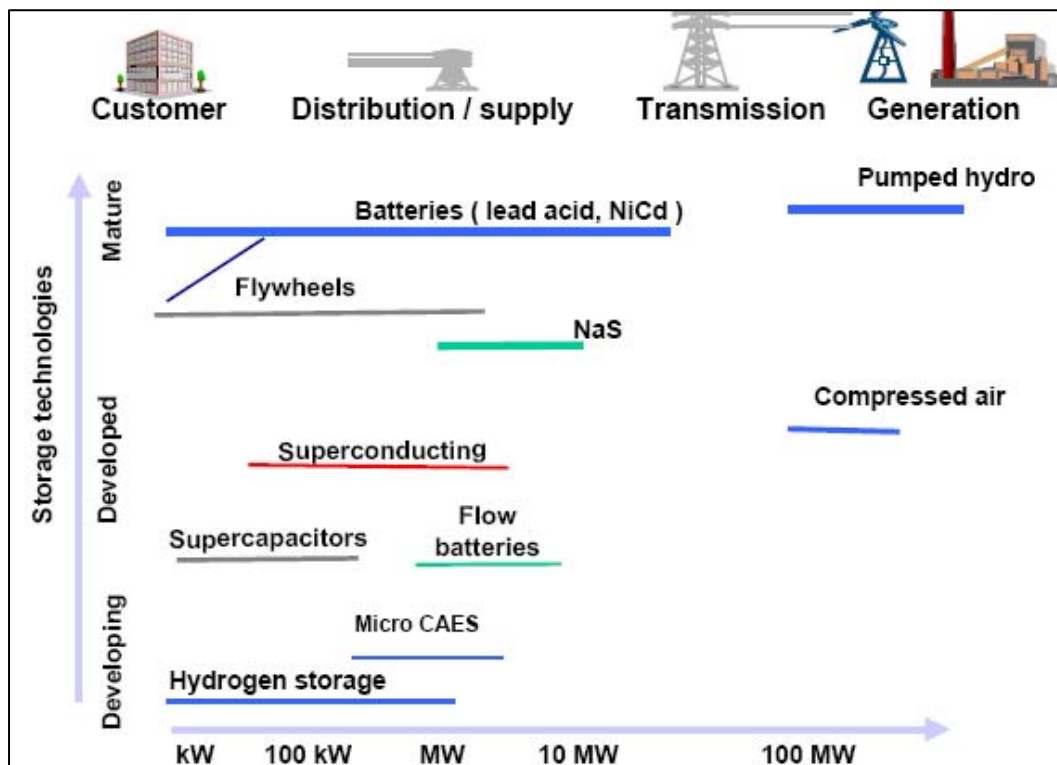 Customer
Distribution / supply
Transmission
Generation
Pumped hydro
Batteries ( lead acid, NiCd )
Flywheels
NaS
Compressed air
Superconducting
Flow
batteries
Supercapacitors
Micro CAES
Hydrogen storage
Storage technologies
Mature
Developed
Developing
kW
100 kW
MW
10 MW
100 MW